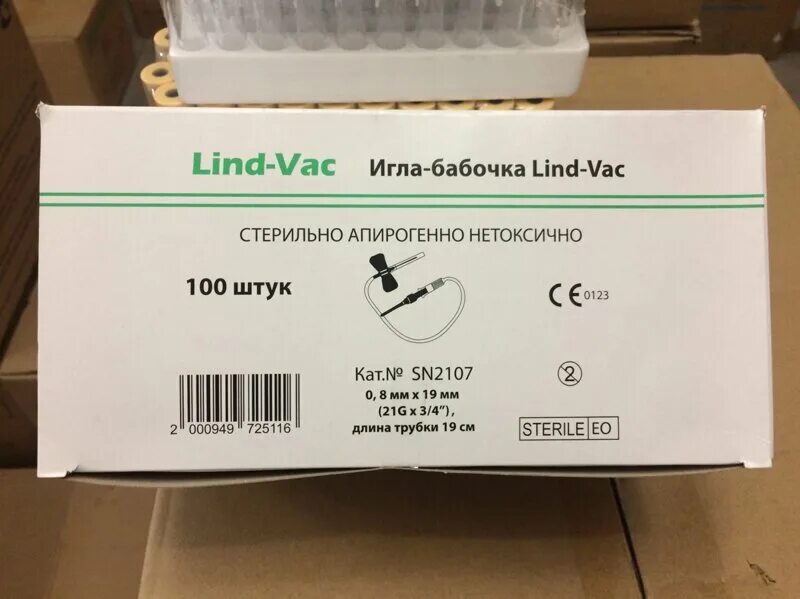 Lind-Vac Игла-бабочка Lind-Vac
СТЕРИЛЬНО АПИРОГЕННО НЕТОКСИЧНО
100 штук
CE 0123
Кат.№ SN2107
0, 8 мм x 19 мм
(21G x 3/4″) ,
длина трубки 19 см
2
2 000949 725116
STERILE EO